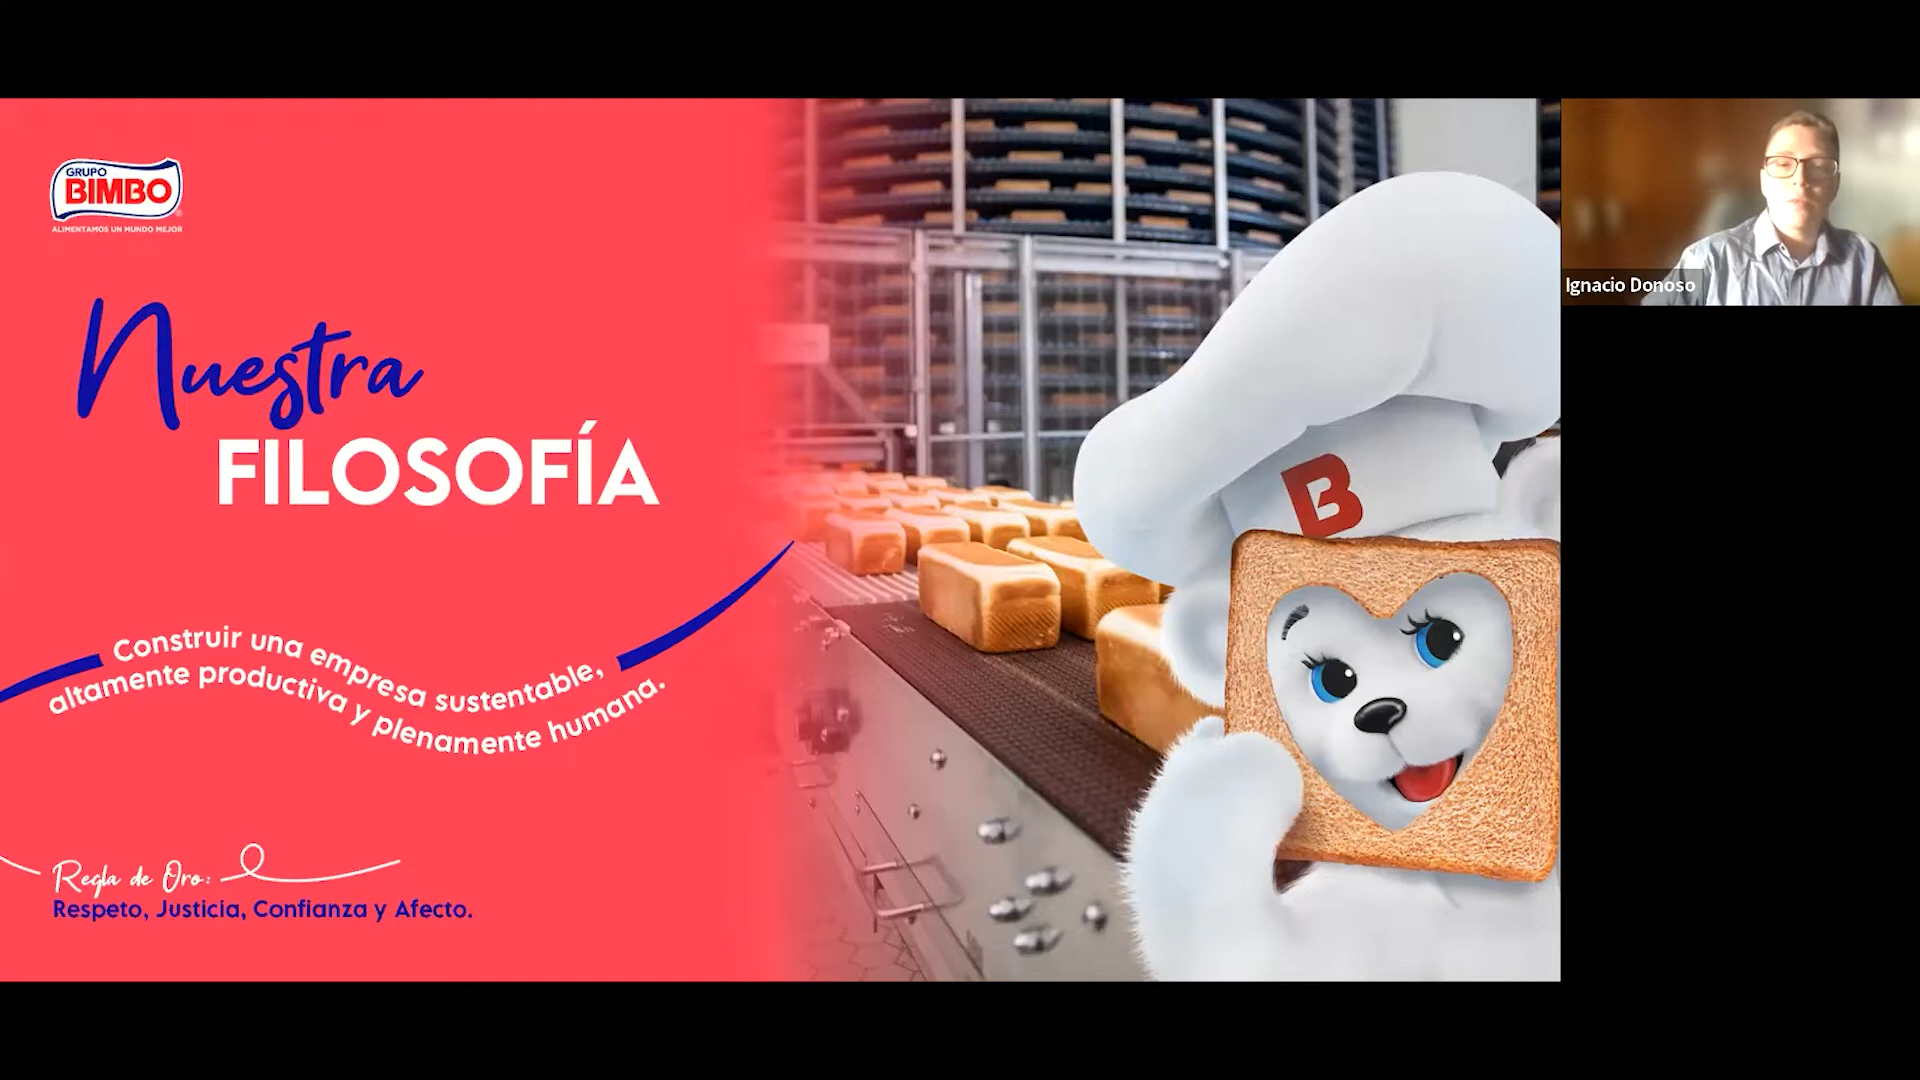 GRUPO
BIMBO
ALIMENTAMOS UN MUNDO MEJOR
Nuestra
FILOSOFÍA
Construir una empresa sustentable,
altamente productiva y plenamente humana.
Regla de Oro:
Respeto, Justicia, Confianza y Afecto.
B
Ignacio Donoso